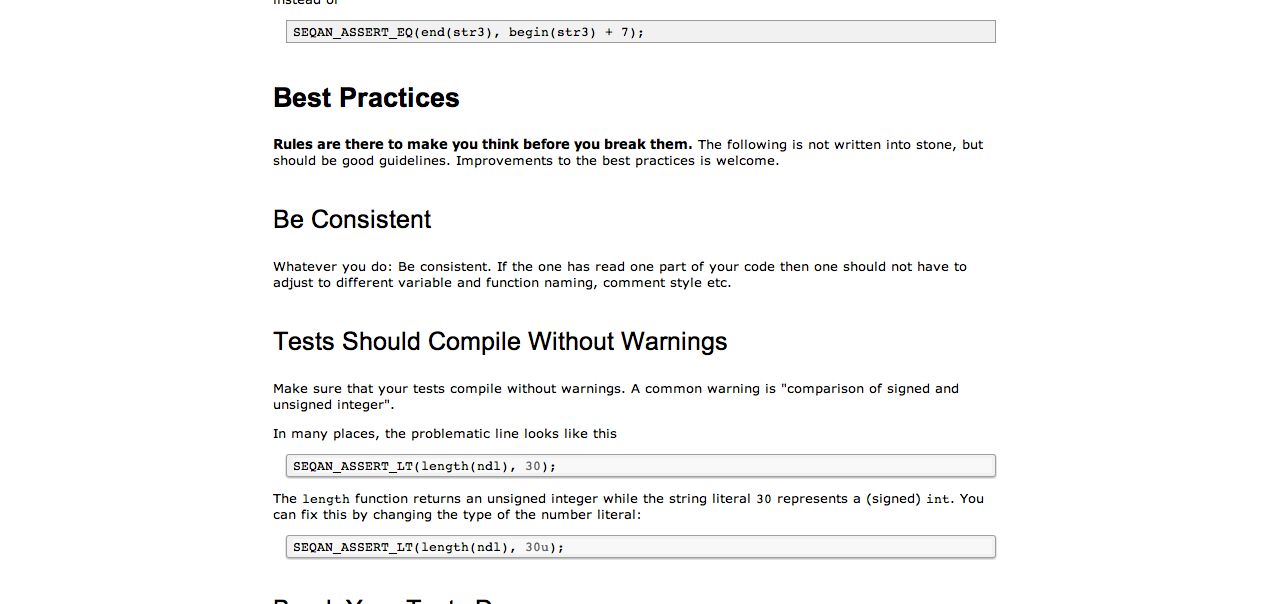 SEQAN_ASSERT_EQ(end(str3), begin(str3) + 7);
Best Practices
Rules are there to make you think before you break them. The following is not written into stone, but
should be good guidelines. Improvements to the best practices is welcome.
Be Consistent
Whatever you do: Be consistent. If the one has read one part of your code then one should not have to
adjust to different variable and function naming, comment style etc.
Tests Should Compile Without Warnings
Make sure that your tests compile without warnings. A common warning is "comparison of signed and
unsigned integer".
In many places, the problematic line looks like this
SEQAN_ASSERT_LT(length(ndl), 30);
The length function returns an unsigned integer while the string literal 30 represents a (signed) int. You
can fix this by changing the type of the number literal:
SEQAN_ASSERT_LT(length(ndl), 30u);